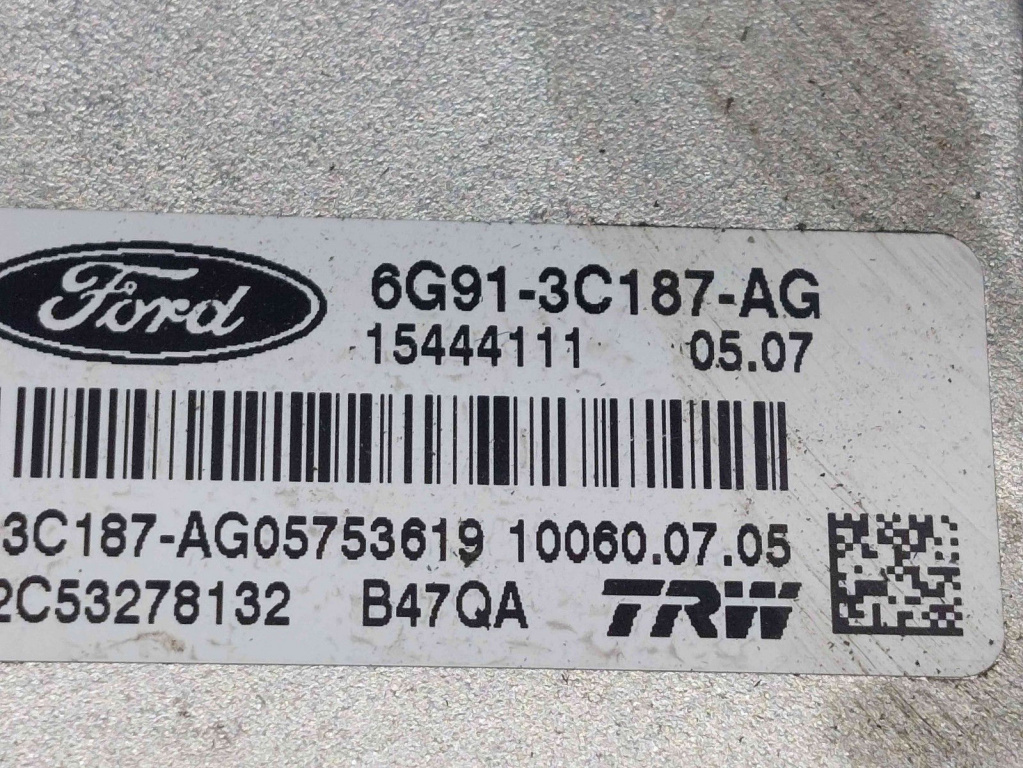 Ford
6G91-3C187-AG
15444111 05.07
3C187-AG05753619 10060.07.05
2C53278132 B47QA TRW